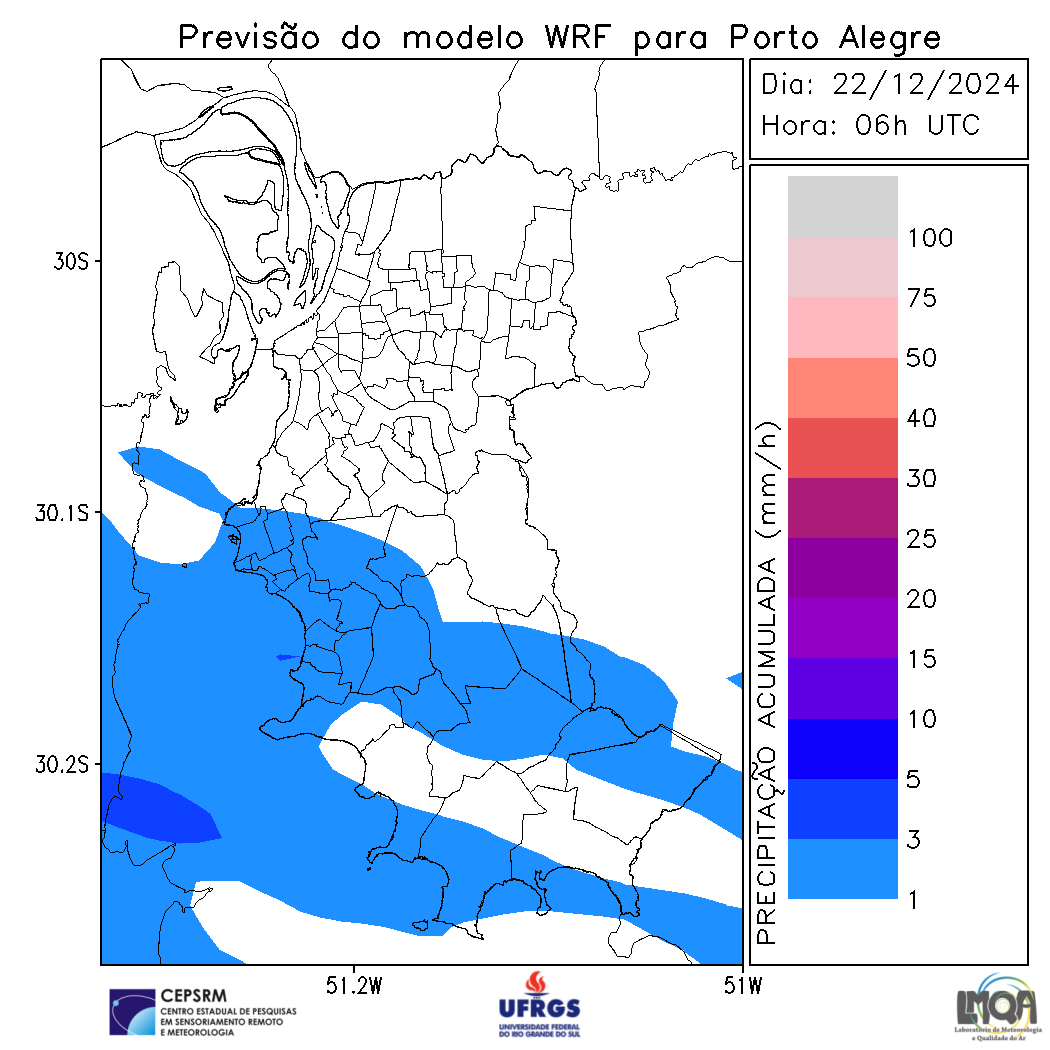 Previsão do modelo WRF para Porto Alegre
Dia: 22/12/2024
Hora: 06h UTC
30S
30.1S
30.2S
51.2W
51W
PRECIPITAÇÃO ACUMULADA (mm/h)
100
75
50
40
30
25
20
15
10
5
3
1
CEPSRM
CENTRO ESTADUAL DE PESQUISAS
EM SENSORIAMENTO REMOTO
E METEOROLOGIA
UFRGS
UNIVERSIDADE FEDERAL
DO RIO GRANDE DO SUL
LMQA
Laboratório de Meteorologia
e Qualidade do Ar